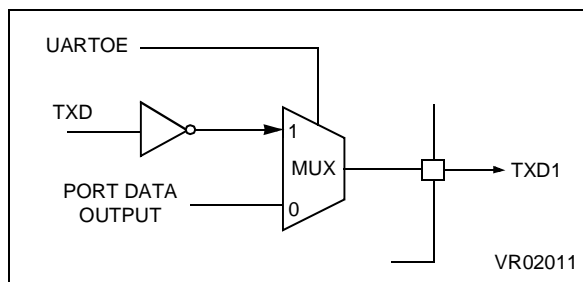 UARTOE
TXD
1
MUX
TXD1
PORT DATA
OUTPUT
0
VR02011